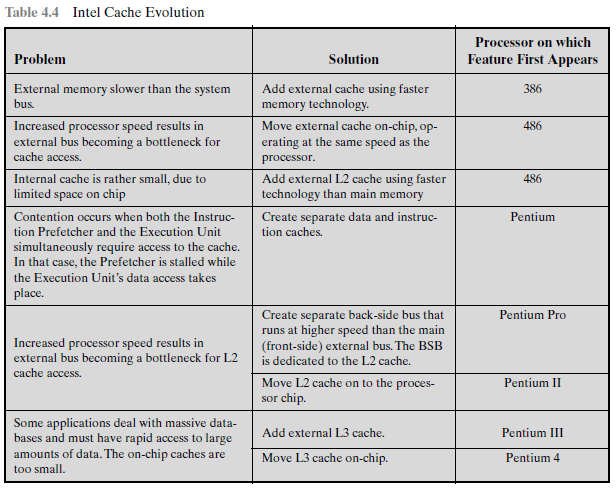 Table 4.4 Intel Cache Evolution
Problem
Solution
Processor on which
Feature First Appears
External memory slower than the system
bus.
Add external cache using faster
memory technology.
386
Increased processor speed results in
external bus becoming a bottleneck for
cache access.
Move external cache on-chip, op-
erating at the same speed as the
processor.
486
Internal cache is rather small, due to
limited space on chip
Add external L2 cache using faster
technology than main memory
486
Contention occurs when both the Instruc-
tion Prefetcher and the Execution Unit
simultaneously require access to the cache.
In that case, the Prefetcher is stalled while
the Execution Unit's data access takes
place.
Create separate data and instruc-
tion caches.
Pentium
Increased processor speed results in
external bus becoming a bottleneck for L2
cache access.
Create separate back-side bus that
runs at higher speed than the main
(front-side) external bus. The BSB
is dedicated to the L2 cache.
Pentium Pro
Move L2 cache on to the proces-
sor chip.
Pentium II
Some applications deal with massive data-
bases and must have rapid access to large
amounts of data. The on-chip caches are
too small.
Add external L3 cache.
Pentium III
Move L3 cache on-chip.
Pentium 4